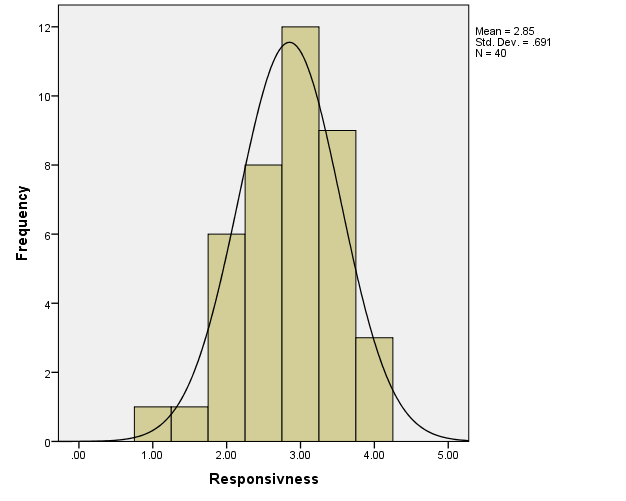 Mean = 2.85
Std. Dev. = .691
N = 40
12
10
8
6
4
2
0
Frequency
.00 1.00 2.00 3.00 4.00 5.00
Responsivness